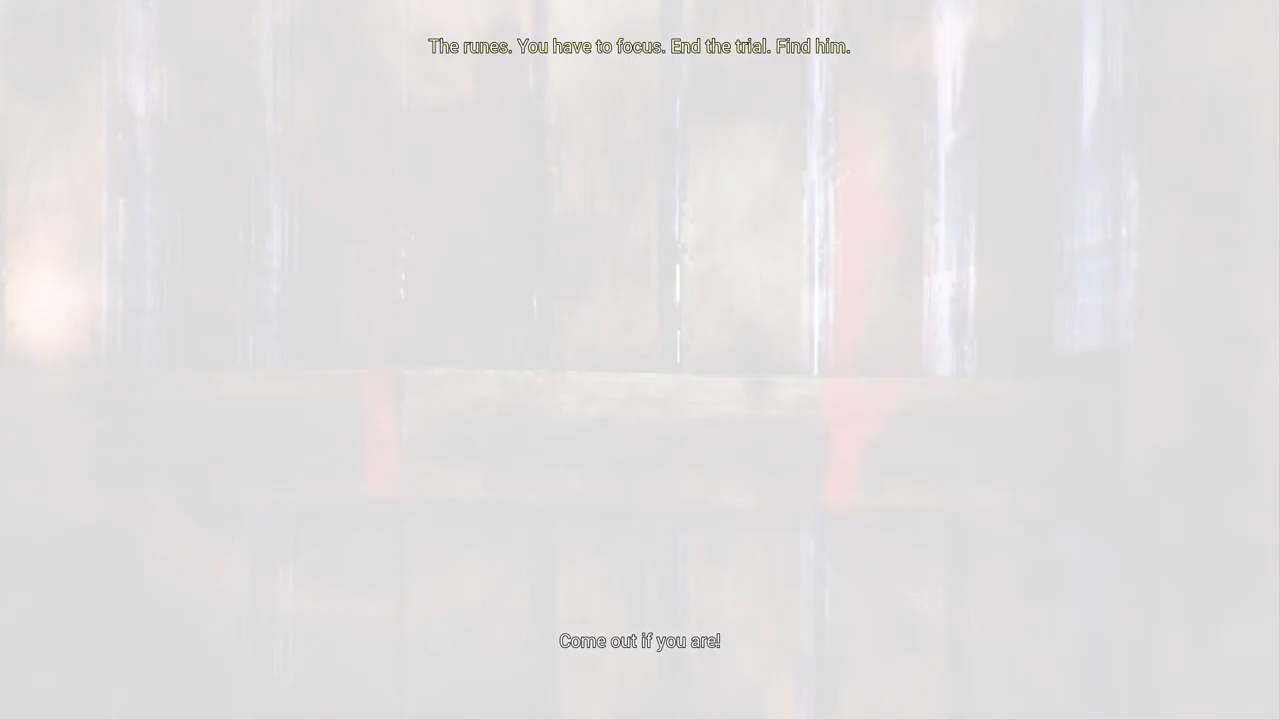 The runes. You have to focus. End the trial. Find him.
Come out if you are!